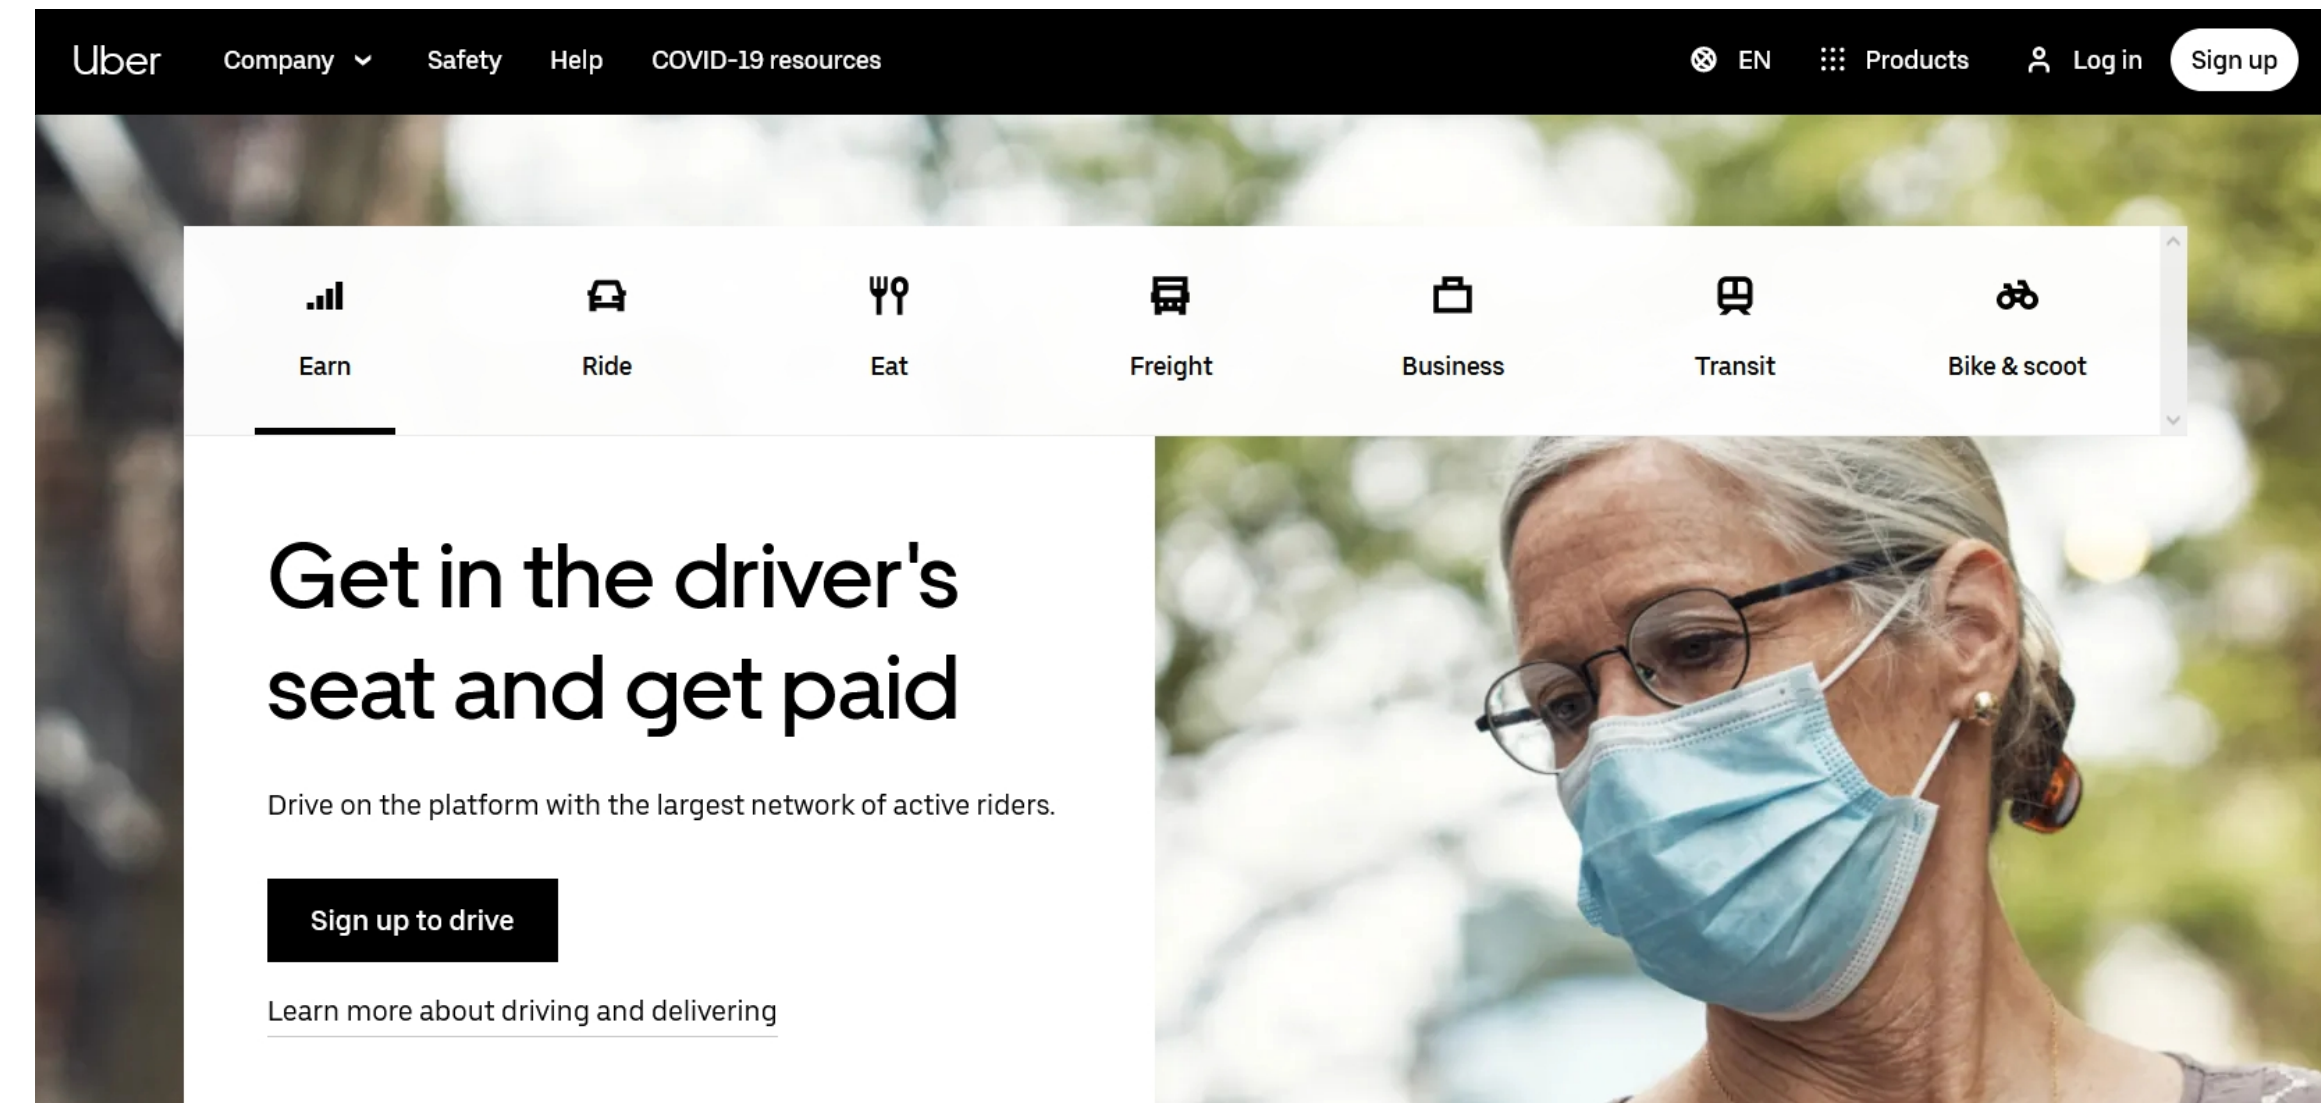 Uber
Company
Safety
Help
COVID-19 resources
EN
Products
Log in
Sign up
Earn
Ride
Eat
Freight
Business
Transit
Bike & scoot
Get in the driver's
seat and get paid
Drive on the platform with the largest network of active riders.
Sign up to drive
Learn more about driving and delivering